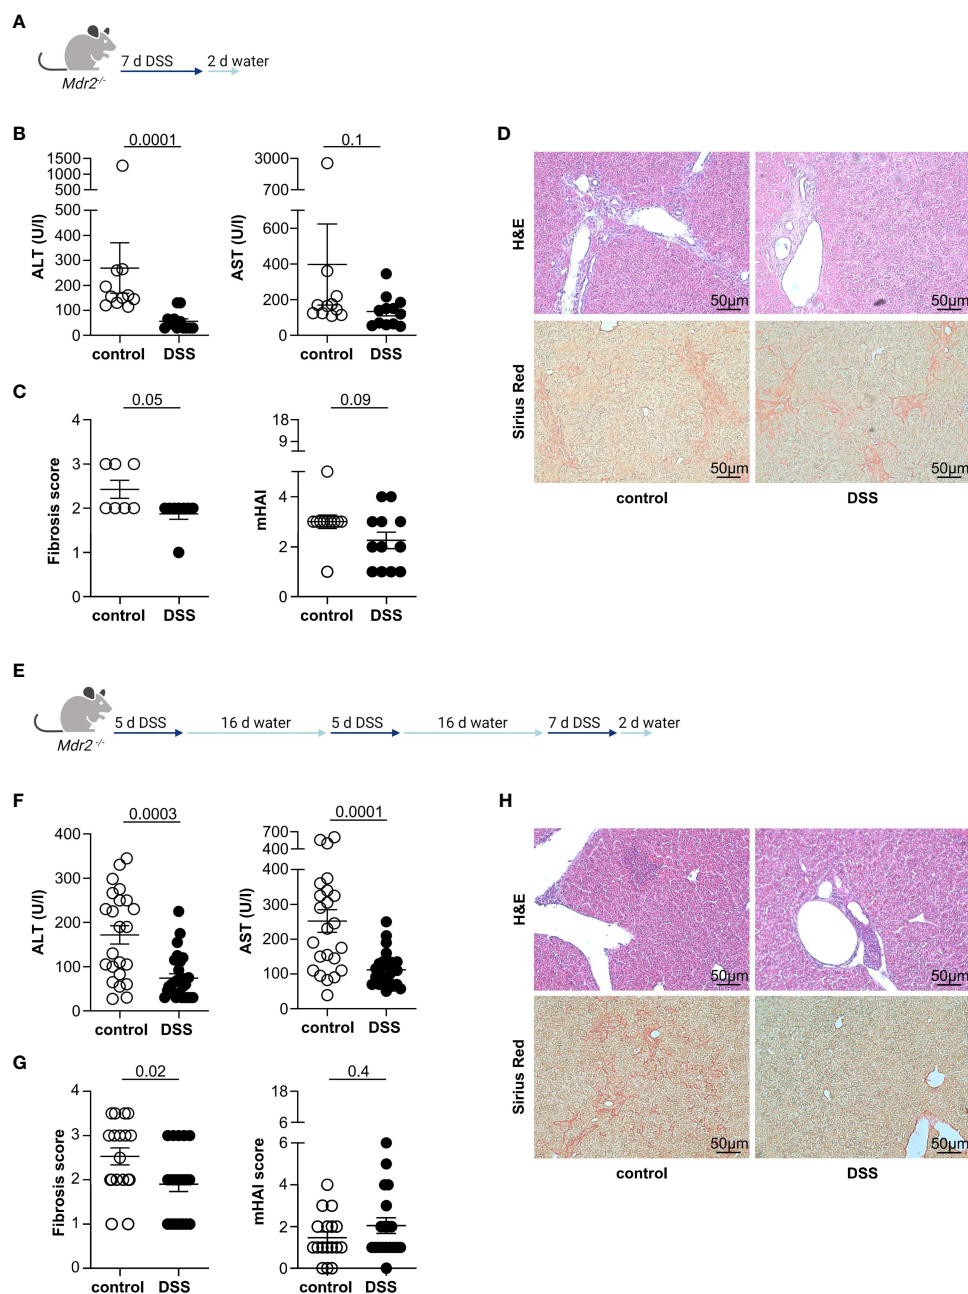 A
7 d DSS
2 d water
Mdr2-/-
B
0.0001
1500
1000
500
500
400
300
200
100
0
ALT (U/l)
control
DSS
0.1
3000
700
600
400
200
0
AST (U/l)
control
DSS
C
0.05
4
3
2
1
0
Fibrosis score
control
DSS
0.09
18
9
4
2
0
mHAI
control
DSS
D
H&E
50µm
50µm
Sirius Red
50µm
50µm
control
DSS
E
5 d DSS
16 d water
5 d DSS
16 d water
7 d DSS
2 d water
Mdr2 -/-
F
0.0003
400
300
200
100
0
ALT (U/l)
control
DSS
0.0001
700
400
400
300
200
100
0
AST (U/l)
control
DSS
G
0.02
4
3
2
1
0
Fibrosis score
control
DSS
0.4
18
6
6
4
2
0
mHAI score
control
DSS
H
H&E
50µm
50µm
Sirius Red
50µm
50µm
control
DSS